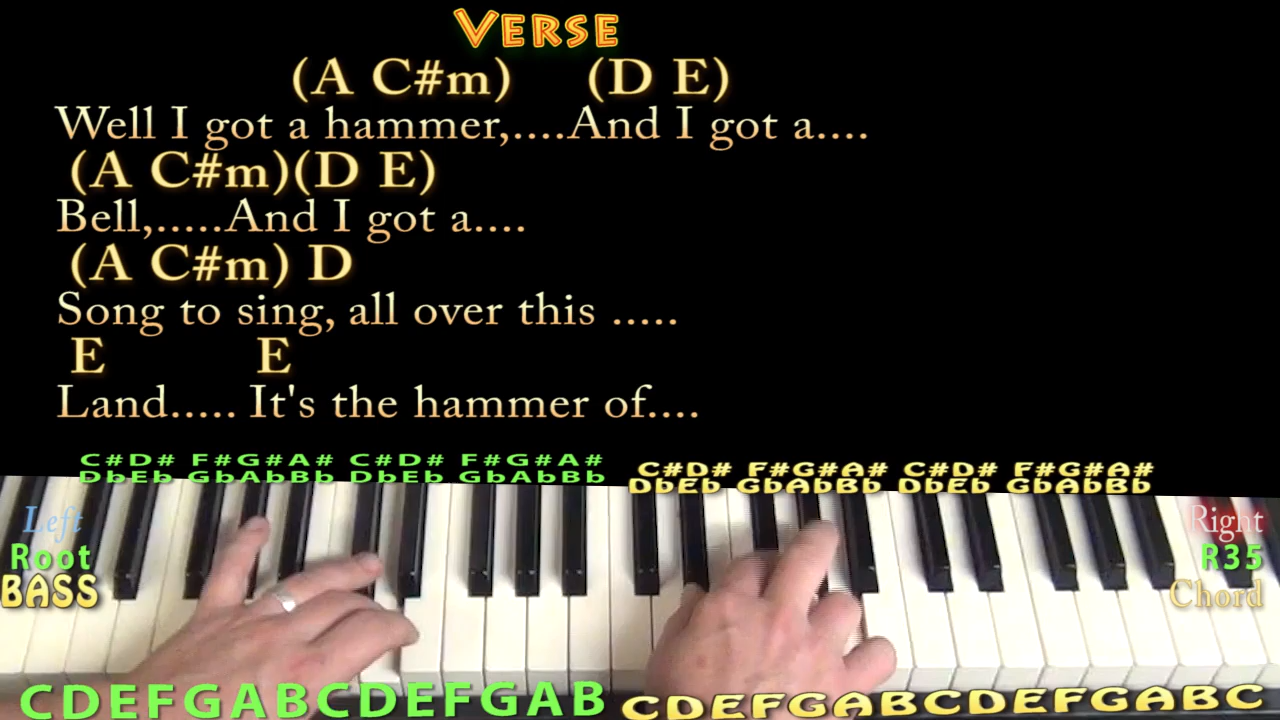 VERSE
(A C#m) (D E)
Well I got a hammer,....And I got a....
(A C#m)(D E)
Bell,.....And I got a....
(A C#m) D
Song to sing, all over this .....
E E
Land..... It's the hammer of....
C#D# F#G#A# C#D# F#G#A#
DbEb GbAbBb DbEb GbAbBb
C#D# F#G#A# C#D# F#G#A#
DbEb GbAbBb DbEb GbAbBb
Left
Root
BASS
Right
R35
Chord
CDEFGABCDEFGAB
CDEFGABCDEFGABC